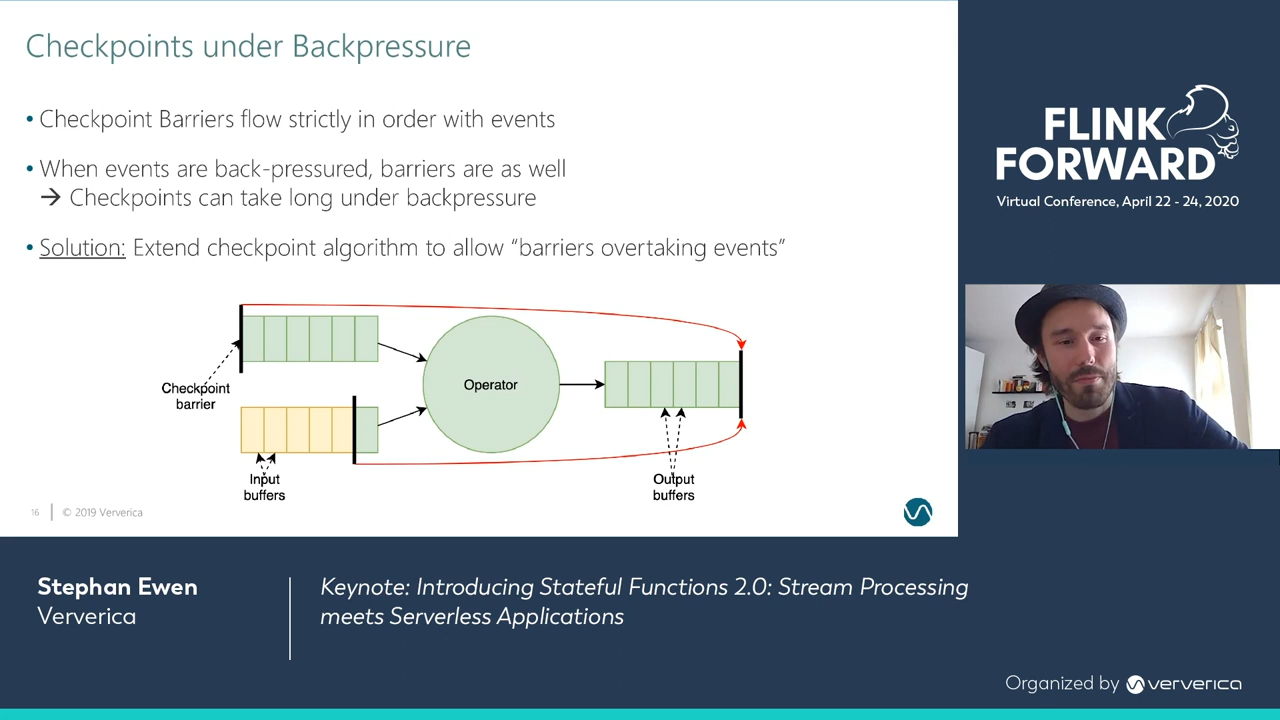 Checkpoints under Backpressure
• Checkpoint Barriers flow strictly in order with events
• When events are back-pressured, barriers are as well
→ Checkpoints can take long under backpressure
• Solution: Extend checkpoint algorithm to allow “barriers overtaking events”
Checkpoint
barrier
Operator
Input
buffers
Output
buffers
16
© 2019 Ververica
FLINK
FORWARD
Virtual Conference, April 22 - 24, 2020
Stephan Ewen
Ververica
Keynote: Introducing Stateful Functions 2.0: Stream Processing
meets Serverless Applications
Organized by ververica